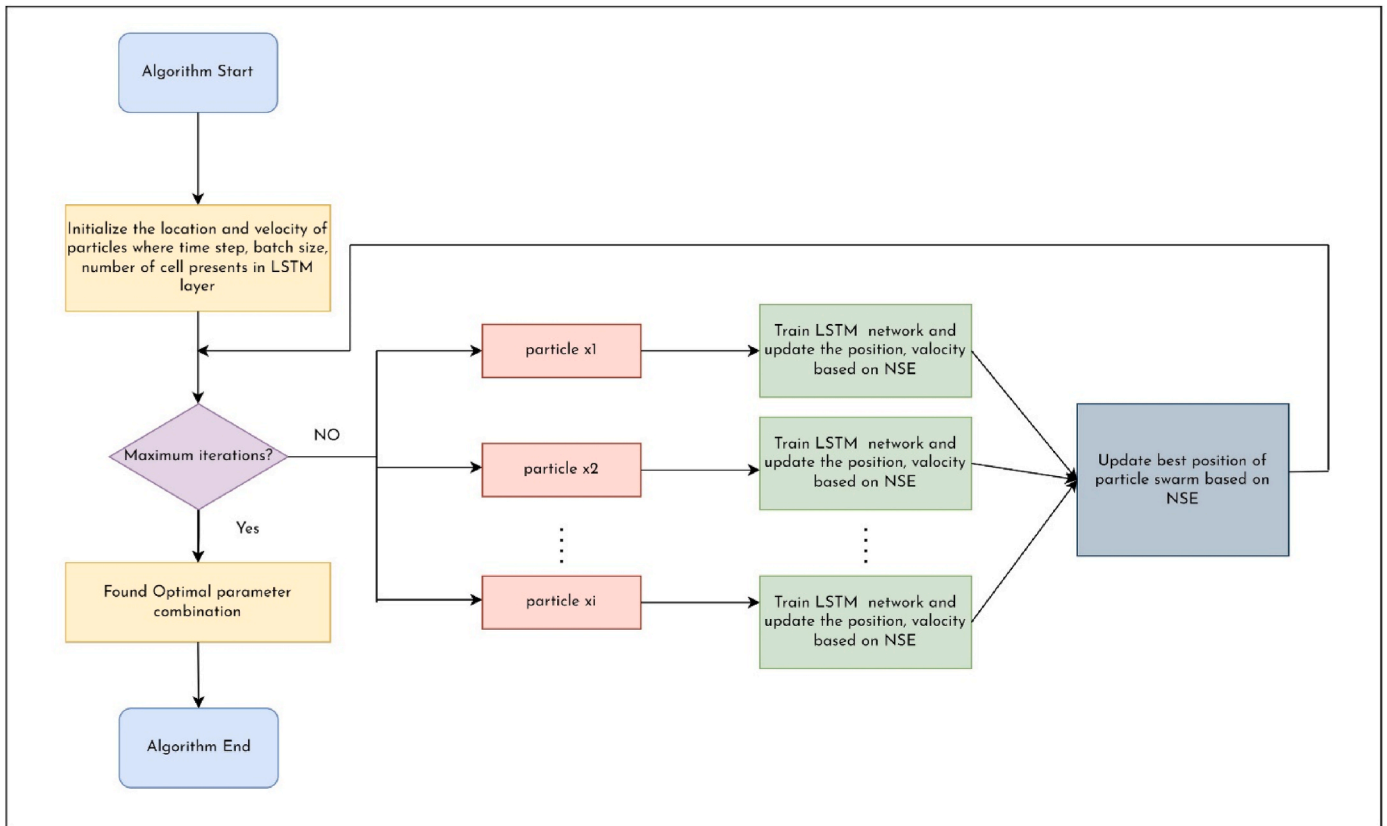 Algorithm Start
Initialize the location and velocity of
particles where time step, batch size,
number of cell presents in LSTM
layer
Maximum iterations?
NO
Yes
Found Optimal parameter
combination
Algorithm End
particle x1
Train LSTM network and
update the position, valocity
based on NSE
particle x2
Train LSTM network and
update the position, valocity
based on NSE
particle xi
Train LSTM network and
update the position, valocity
based on NSE
Update best position of
particle swarm based on
NSE